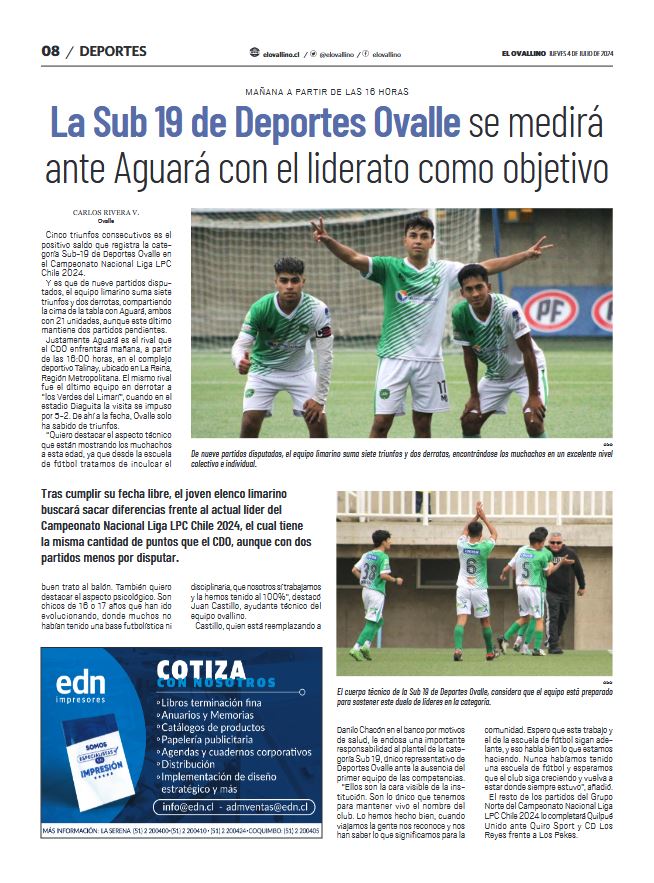 08 / DEPORTES
elovallino.cl / @elovallino / elovallino
EL OVALLINO JUEVES 4 DE JULIO DE 2024
MAÑANA A PARTIR DE LAS 16 HORAS
La Sub 19 de Deportes Ovalle se medirá
ante Aguará con el liderato como objetivo
CARLOS RIVERA V.
Ovalle
Cinco triunfos consecutivos es el
positivo saldo que registra la cate-
goría Sub-19 de Deportes Ovalle en
el Campeonato Nacional Liga LPC
Chile 2024.
Y es que de nueve partidos dispu-
tados, el equipo limarino suma siete
triunfos y dos derrotas, compartiendo
la cima de la tabla con Aguará, ambos
con 21 unidades, aunque este último
mantiene dos partidos pendientes.
Justamente Aguará es el rival que
el CDO enfrentará mañana, a partir
de las 16:00 horas, en el complejo
deportivo Talinay, ubicado en La Reina,
Región Metropolitana. El mismo rival
fue el último equipo en derrotar a
"los Verdes del Limarí", cuando en el
estadio Diaguita la visita se impuso
por 5-2. De ahí a la fecha, Ovalle solo
ha sabido de triunfos.
"Quiero destacar el aspecto técnico
que están mostrando los muchachos
a esta edad, ya que desde la escuela
de fútbol tratamos de inculcar el
PF
17
CDO
De nueve partidos disputados, el equipo limarino suma siete triunfos y dos derrotas, encontrándose los muchachos en un excelente nivel
colectivo e individual.
Tras cumplir su fecha libre, el joven elenco limarino
buscará sacar diferencias frente al actual líder del
Campeonato Nacional Liga LPC Chile 2024, el cual tiene
la misma cantidad de puntos que el CDO, aunque con dos
partidos menos por disputar.
buen trato al balón. También quiero
destacar el aspecto psicológico. Son
chicos de 16 o 17 años que han ido
evolucionando, donde muchos no
habían tenido una base futbolística ni
disciplinaria, que nosotros sí trabajamos
y la hemos tenido al 100%", destacó
Juan Castillo, ayudante técnico del
equipo ovallino.
Castillo, quien está reemplazando a
28
6
CDO
El cuerpo técnico de la Sub 19 de Deportes Ovalle, considera que el equipo está preparado
para sostener este duelo de líderes en la categoría.
Danilo Chacón en el banco por motivos
de salud, le endosa una importante
responsabilidad al plantel de la cate-
goría Sub 19, único representativo de
Deportes Ovalle ante la ausencia del
primer equipo de las competencias.
"Ellos son la cara visible de la ins-
titución. Son lo único que tenemos
para mantener vivo el nombre del
club. Lo hemos hecho bien, cuando
viajamos la gente nos reconoce y nos
han saber lo que significamos para la
comunidad. Espero que este trabajo y
el de la escuela de fútbol sigan ade-
lante, y eso habla bien lo que estamos
haciendo. Nunca habíamos tenido
una escuela de fútbol y esperamos
que el club siga creciendo y vuelva a
estar donde siempre estuvo", añadió.
El resto de los partidos del Grupo
Norte del Campeonato Nacional Liga
LPC Chile 2024 lo completará Quilpué
Unido ante Quiro Sport y CD Los
Reyes frente a Los Pekes.
edn
impresores
SOMOS
ESPECIALISTAS
EN
IMPRESIÓN
COTIZA
CON NOSOTROS
Libros terminación fina
Anuarios y Memorias
Catálogos de productos
Papelería publicitaria
Agendas y cuadernos corporativos
Distribución
Implementación de diseño
estratégico y más
info@edn.cl - admventas@edn.cl
MÁS INFORMACIÓN: LA SERENA (51) 2 200400 • (51) 2 200410 • (51) 2 200424 • COQUIMBO: (51) 2 200405